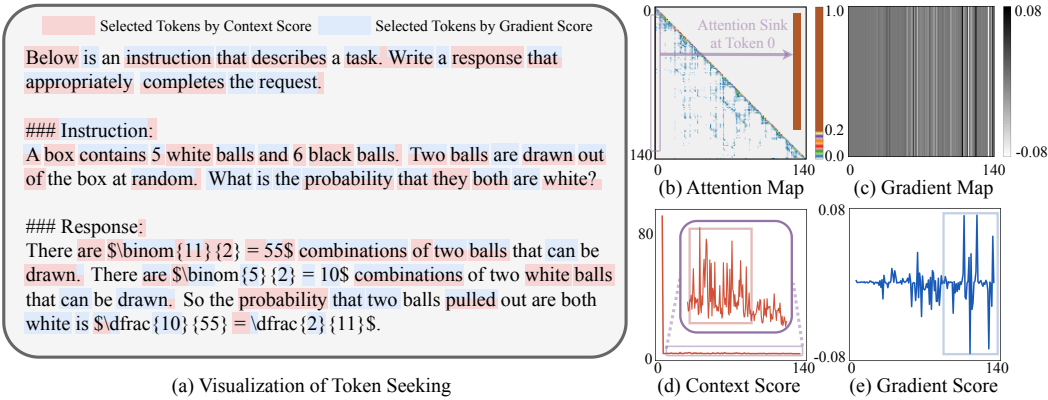 Selected Tokens by Context Score Selected Tokens by Gradient Score
Below is an instruction that describes a task. Write a response that
appropriately completes the request.
### Instruction:
A box contains 5 white balls and 6 black balls. Two balls are drawn out
of the box at random. What is the probability that they both are white?
### Response:
There are $\binom{11}{2} = 55$ combinations of two balls that can be
drawn. There are $\binom{5}{2} = 10$ combinations of two white balls
that can be drawn. So the probability that two balls pulled out are both
white is $\dfrac{10}{55} = \dfrac{2}{11}$.
(a) Visualization of Token Seeking
0
Attention Sink
at Token 0
140
140
1.0
0.2
0.0
(b) Attention Map
0.08
-0.08
(c) Gradient Map
80
0
0
140
(d) Context Score
0.08
-0.08
0
140
(e) Gradient Score